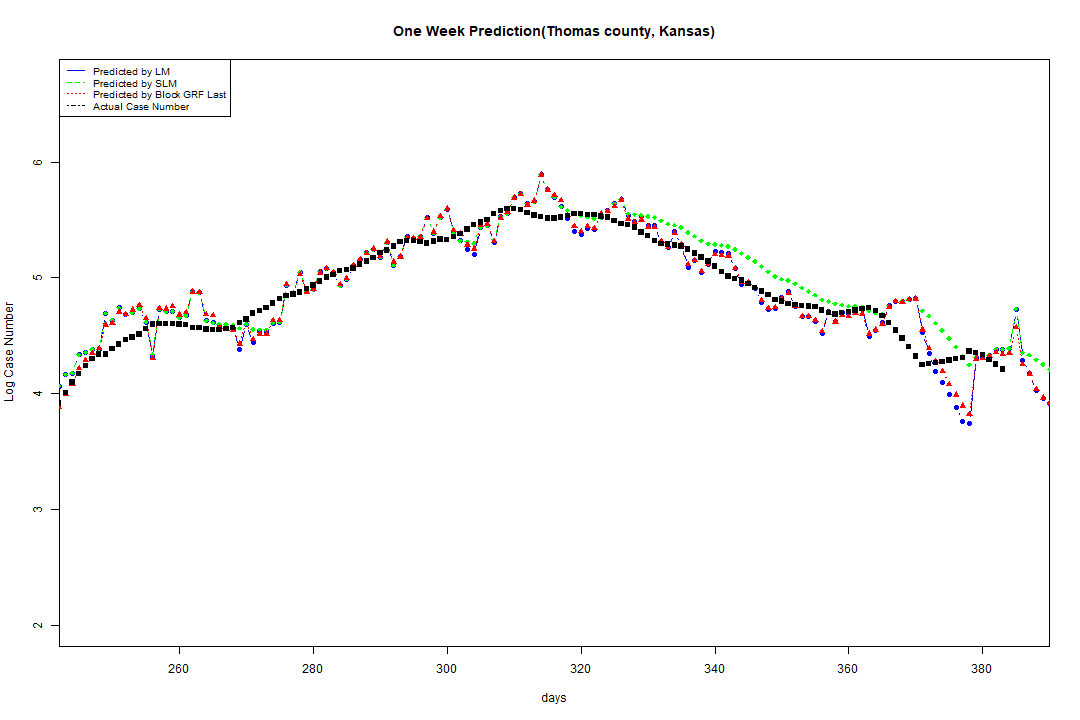 One Week Prediction(Thomas county, Kansas)
Predicted by LM
Predicted by SLM
Predicted by Block GRF Last
Actual Case Number
Log Case Number
6
5
4
3
2
260 280 300 320 340 360 380
days